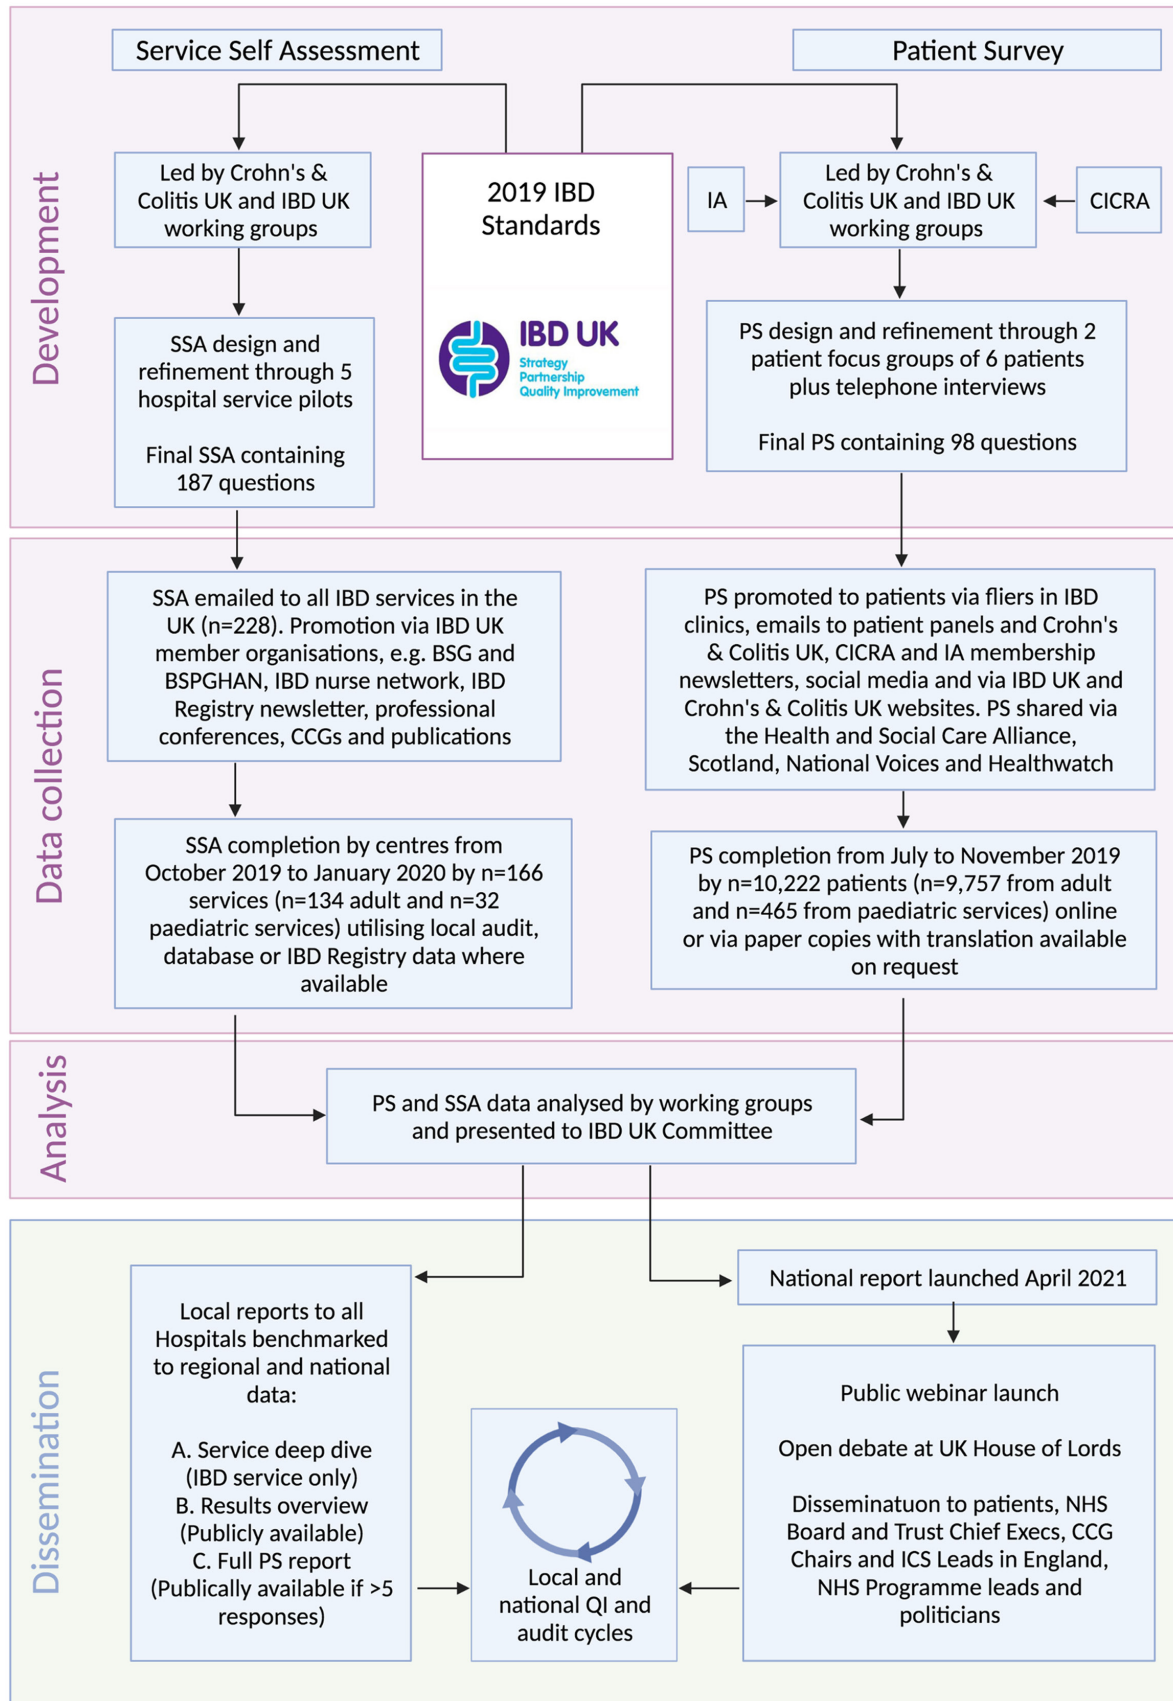 Development
Service Self Assessment
Patient Survey
Led by Crohn's &
Colitis UK and IBD UK
working groups
2019 IBD
Standards
IBD UK
Strategy
Partnership
Quality Improvement
IA
Led by Crohn's &
Colitis UK and IBD UK
working groups
CICRA
SSA design and
refinement through 5
hospital service pilots
Final SSA containing
187 questions
PS design and refinement through 2
patient focus groups of 6 patients
plus telephone interviews
Final PS containing 98 questions
Data collection
SSA emailed to all IBD services in the
UK (n=228). Promotion via IBD UK
member organisations, e.g. BSG and
BSPGHAN, IBD nurse network, IBD
Registry newsletter, professional
conferences, CCGs and publications
PS promoted to patients via fliers in IBD
clinics, emails to patient panels and Crohn's
& Colitis UK, CICRA and IA membership
newsletters, social media and via IBD UK and
Crohn's & Colitis UK websites. PS shared via
the Health and Social Care Alliance,
Scotland, National Voices and Healthwatch
SSA completion by centres from
October 2019 to January 2020 by n=166
services (n=134 adult and n=32
paediatric services) utilising local audit,
database or IBD Registry data where
available
PS completion from July to November 2019
by n=10,222 patients (n=9,757 from adult
and n=465 from paediatric services) online
or via paper copies with translation available
on request
Analysis
PS and SSA data analysed by working groups
and presented to IBD UK Committee
Dissemination
Local reports to all
Hospitals benchmarked
to regional and national
data:
A. Service deep dive
(IBD service only)
B. Results overview
(Publicly available)
C. Full PS report
(Publically available if >5
responses)
National report launched April 2021
Public webinar launch
Open debate at UK House of Lords
Disseminatuon to patients, NHS
Board and Trust Chief Execs, CCG
Chairs and ICS Leads in England,
NHS Programme leads and
politicians
Local and
national QI and
audit cycles